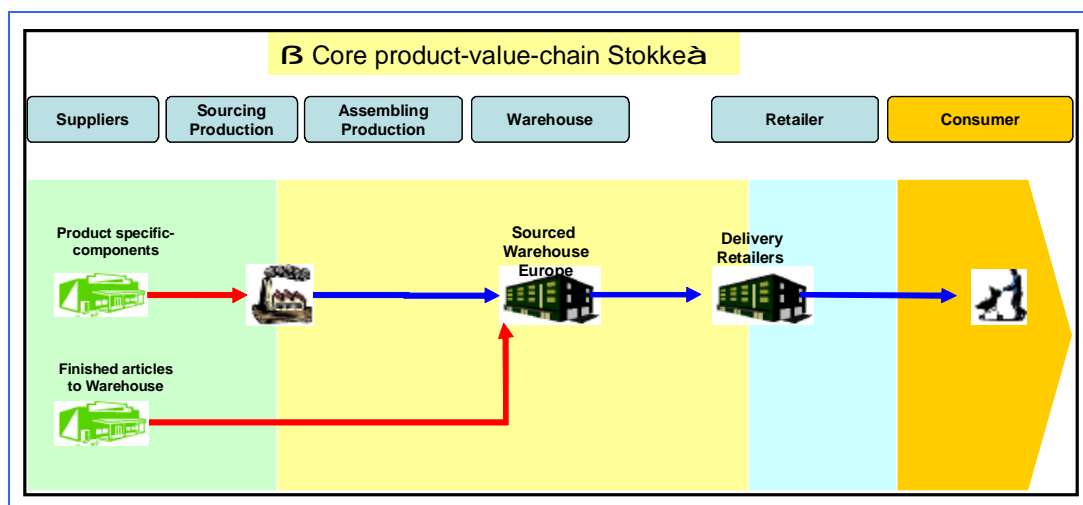 ß Core product-value-chain Stokkeà
Suppliers
Sourcing
Production
Assembling
Production
Warehouse
Retailer
Consumer
Product specific-
components
Sourced
Warehouse
Europe
Delivery
Retailers
Finished articles
to Warehouse